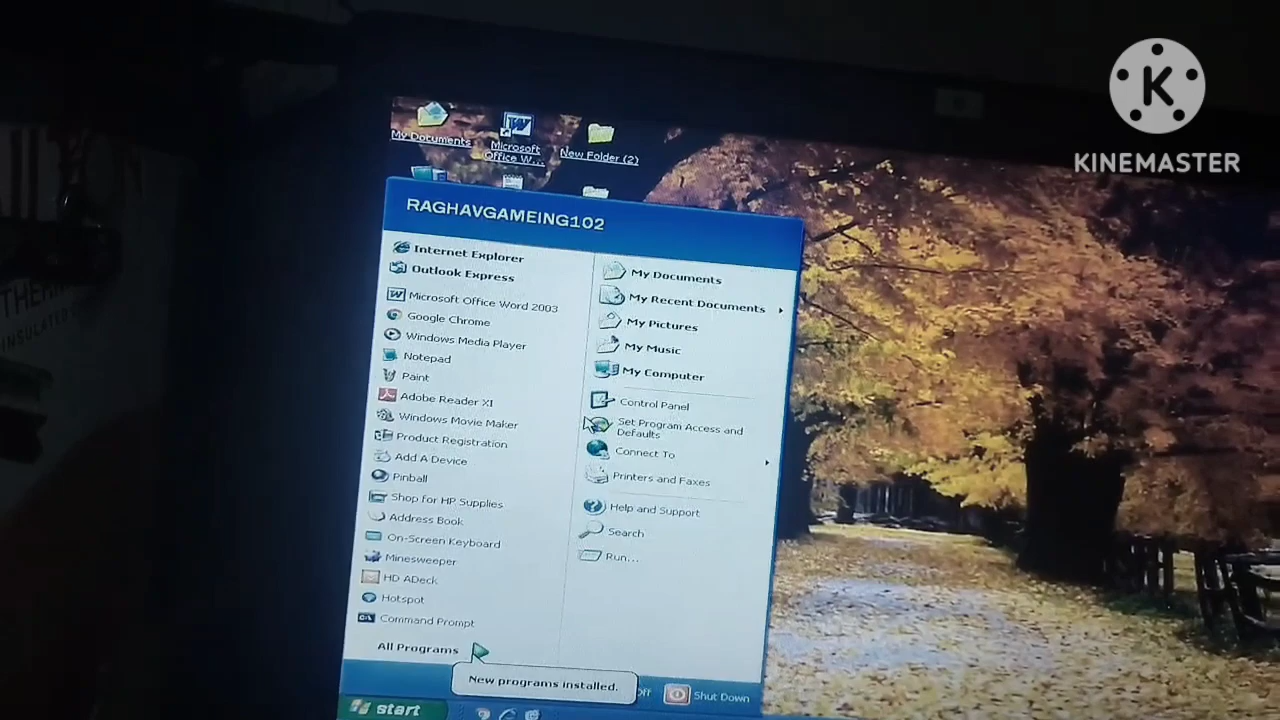 KINEMASTER
My Documents
Microsoft
Office W...
New Folder (2)
RAGHAVGAMEING102
Internet Explorer
Outlook Express
Microsoft Office Word 2003
Google Chrome
Windows Media Player
Notepad
Paint
Adobe Reader XI
Windows Movie Maker
Product Registration
Add A Device
Pinball
Shop for HP Supplies
Address Book
On-Screen Keyboard
Minesweeper
HD ADeck
Hotspot
Command Prompt
All Programs
My Documents
My Recent Documents
My Pictures
My Music
My Computer
Control Panel
Set Program Access and
Defaults
Connect To
Printers and Faxes
Help and Support
Search
Run...
New programs installed.
Shut Down
start